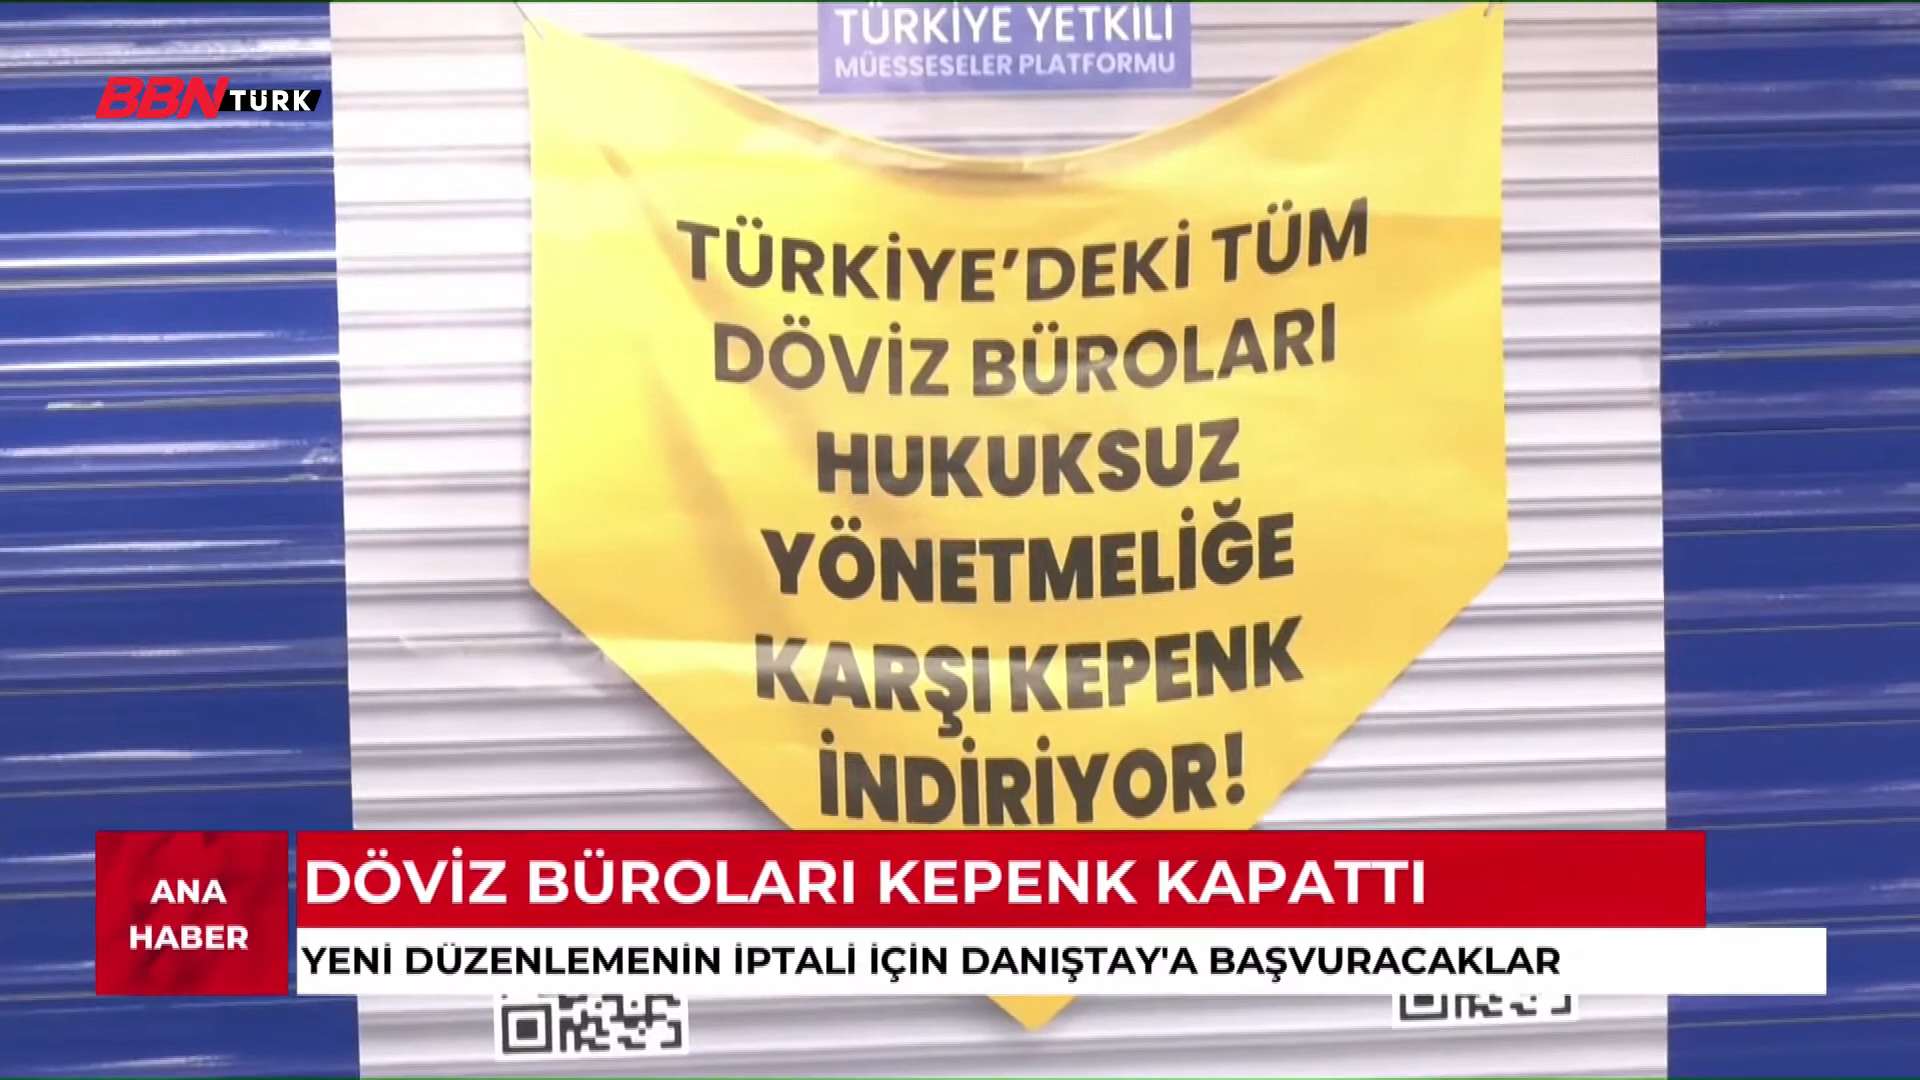 TÜRKİYE YETKİLİ
MÜESSESELER PLATFORMU
BBN TURK
TÜRKİYE'DEKİ TÜM
DÖVİZ BÜROLARI
HUKUKSUZ
YÖNETMELİĞE
KARŞI KEPENK
İNDİRİYOR!
ANA
HABER
DÖVİZ BÜROLARI KEPENK KAPATTI
YENİ DÜZENLEMENİN İPTALİ İÇİN DANIŞTAY'A BAŞVURACAKLAR